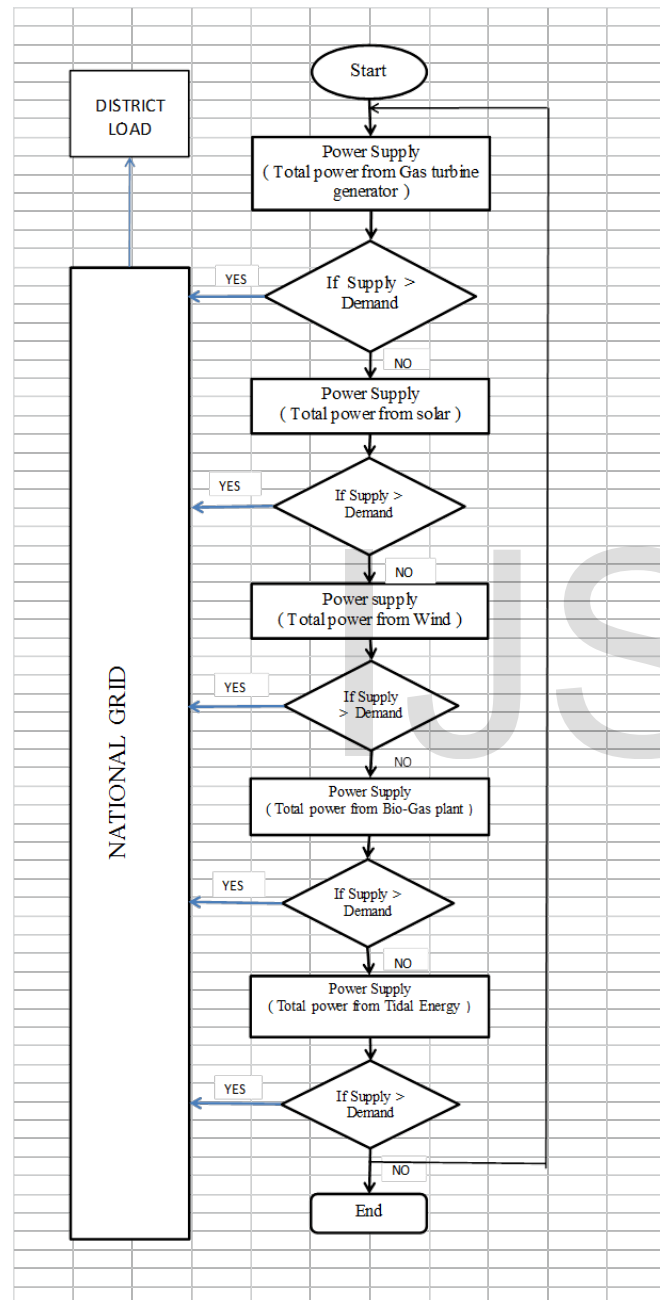 Start
DISTRICT
LOAD
Power Supply
( Total power from Gas turbine
generator )
If Supply >
Demand
YES
NO
Power Supply
( Total power from solar)
If Supply >
Demand
YES
NO
Power supply
( Total power from Wind )
If Supply
> Demand
YES
NO
Power Supply
( Total power from Bio-Gas plant )
If Supply >
Demand
YES
NO
Power Supply
( Total power from Tidal Energy )
If Supply >
Demand
YES
NO
End
NATIONAL GRID
IJS